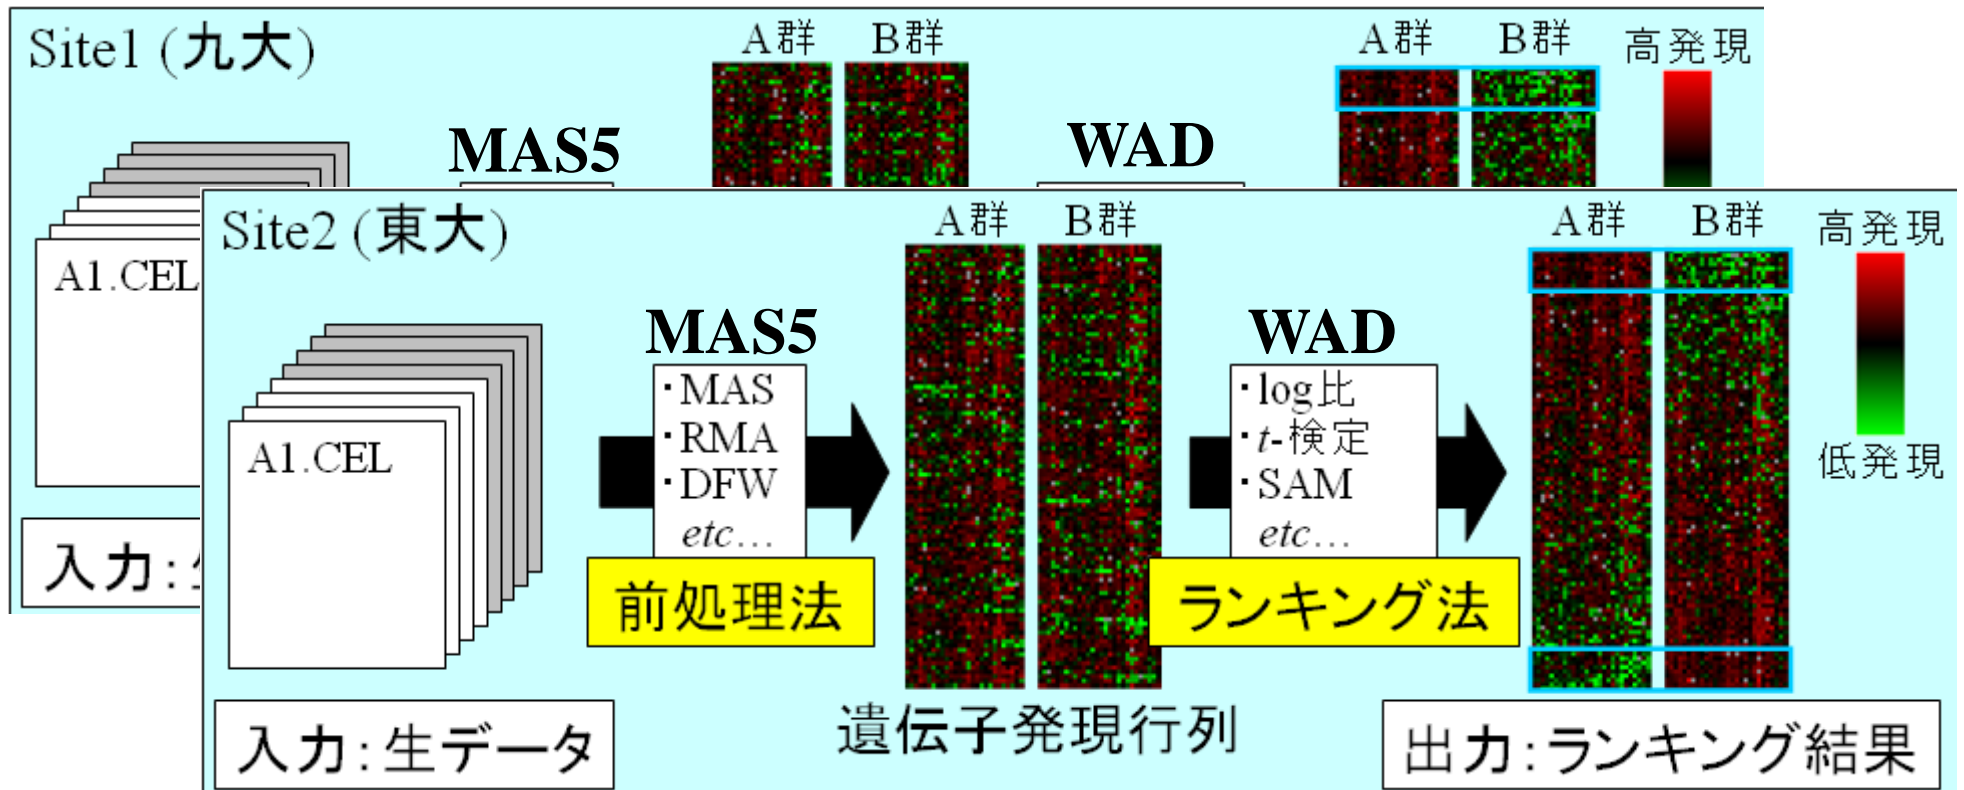 Site1 (九大)
A群
B群
A群
B群
高発現
MAS5
WAD
A1.CEL
入力:
Site2 (東大)
A群
B群
A群
B群
高発現
低発現
MAS5
WAD
A1.CEL
・MAS
・RMA
・DFW
etc…
・log比
・t-検定
・SAM
etc…
前処理法
ランキング法
入力:生データ
遺伝子発現行列
出力:ランキング結果